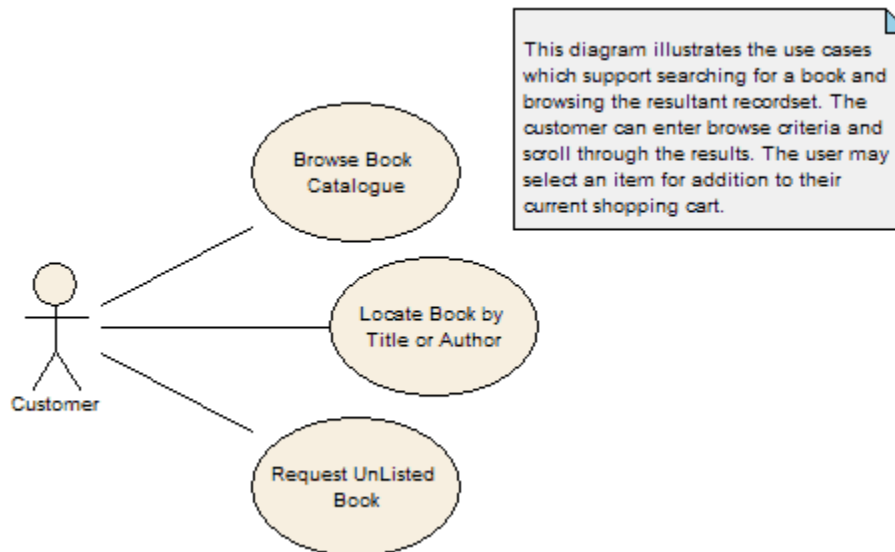 This diagram illustrates the use cases
which support searching for a book and
browsing the resultant recordset. The
customer can enter browse criteria and
scroll through the results. The user may
select an item for addition to their
current shopping cart.
Browse Book
Catalogue
Locate Book by
Title or Author
Customer
Request UnListed
Book